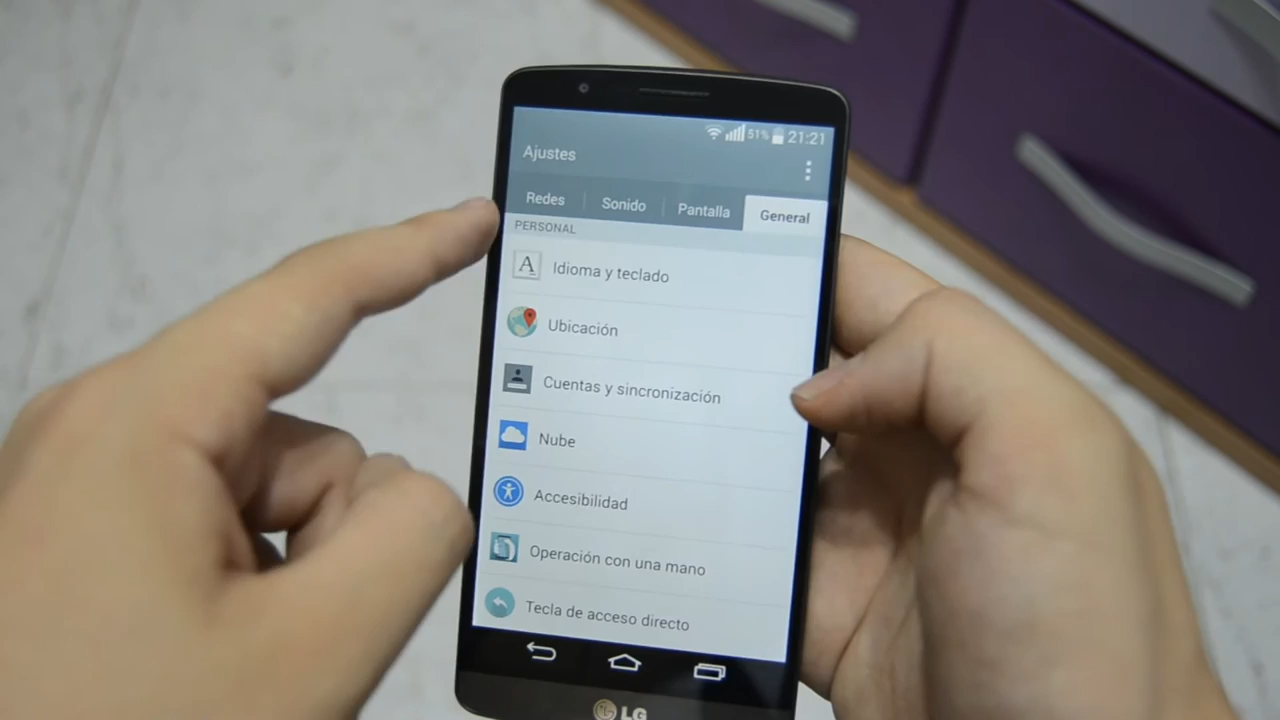 51% 21:21
Ajustes
Redes Sonido Pantalla General
PERSONAL
A Idioma y teclado
Ubicación
Cuentas y sincronización
Nube
Accesibilidad
Operación con una mano
Tecla de acceso directo
LG